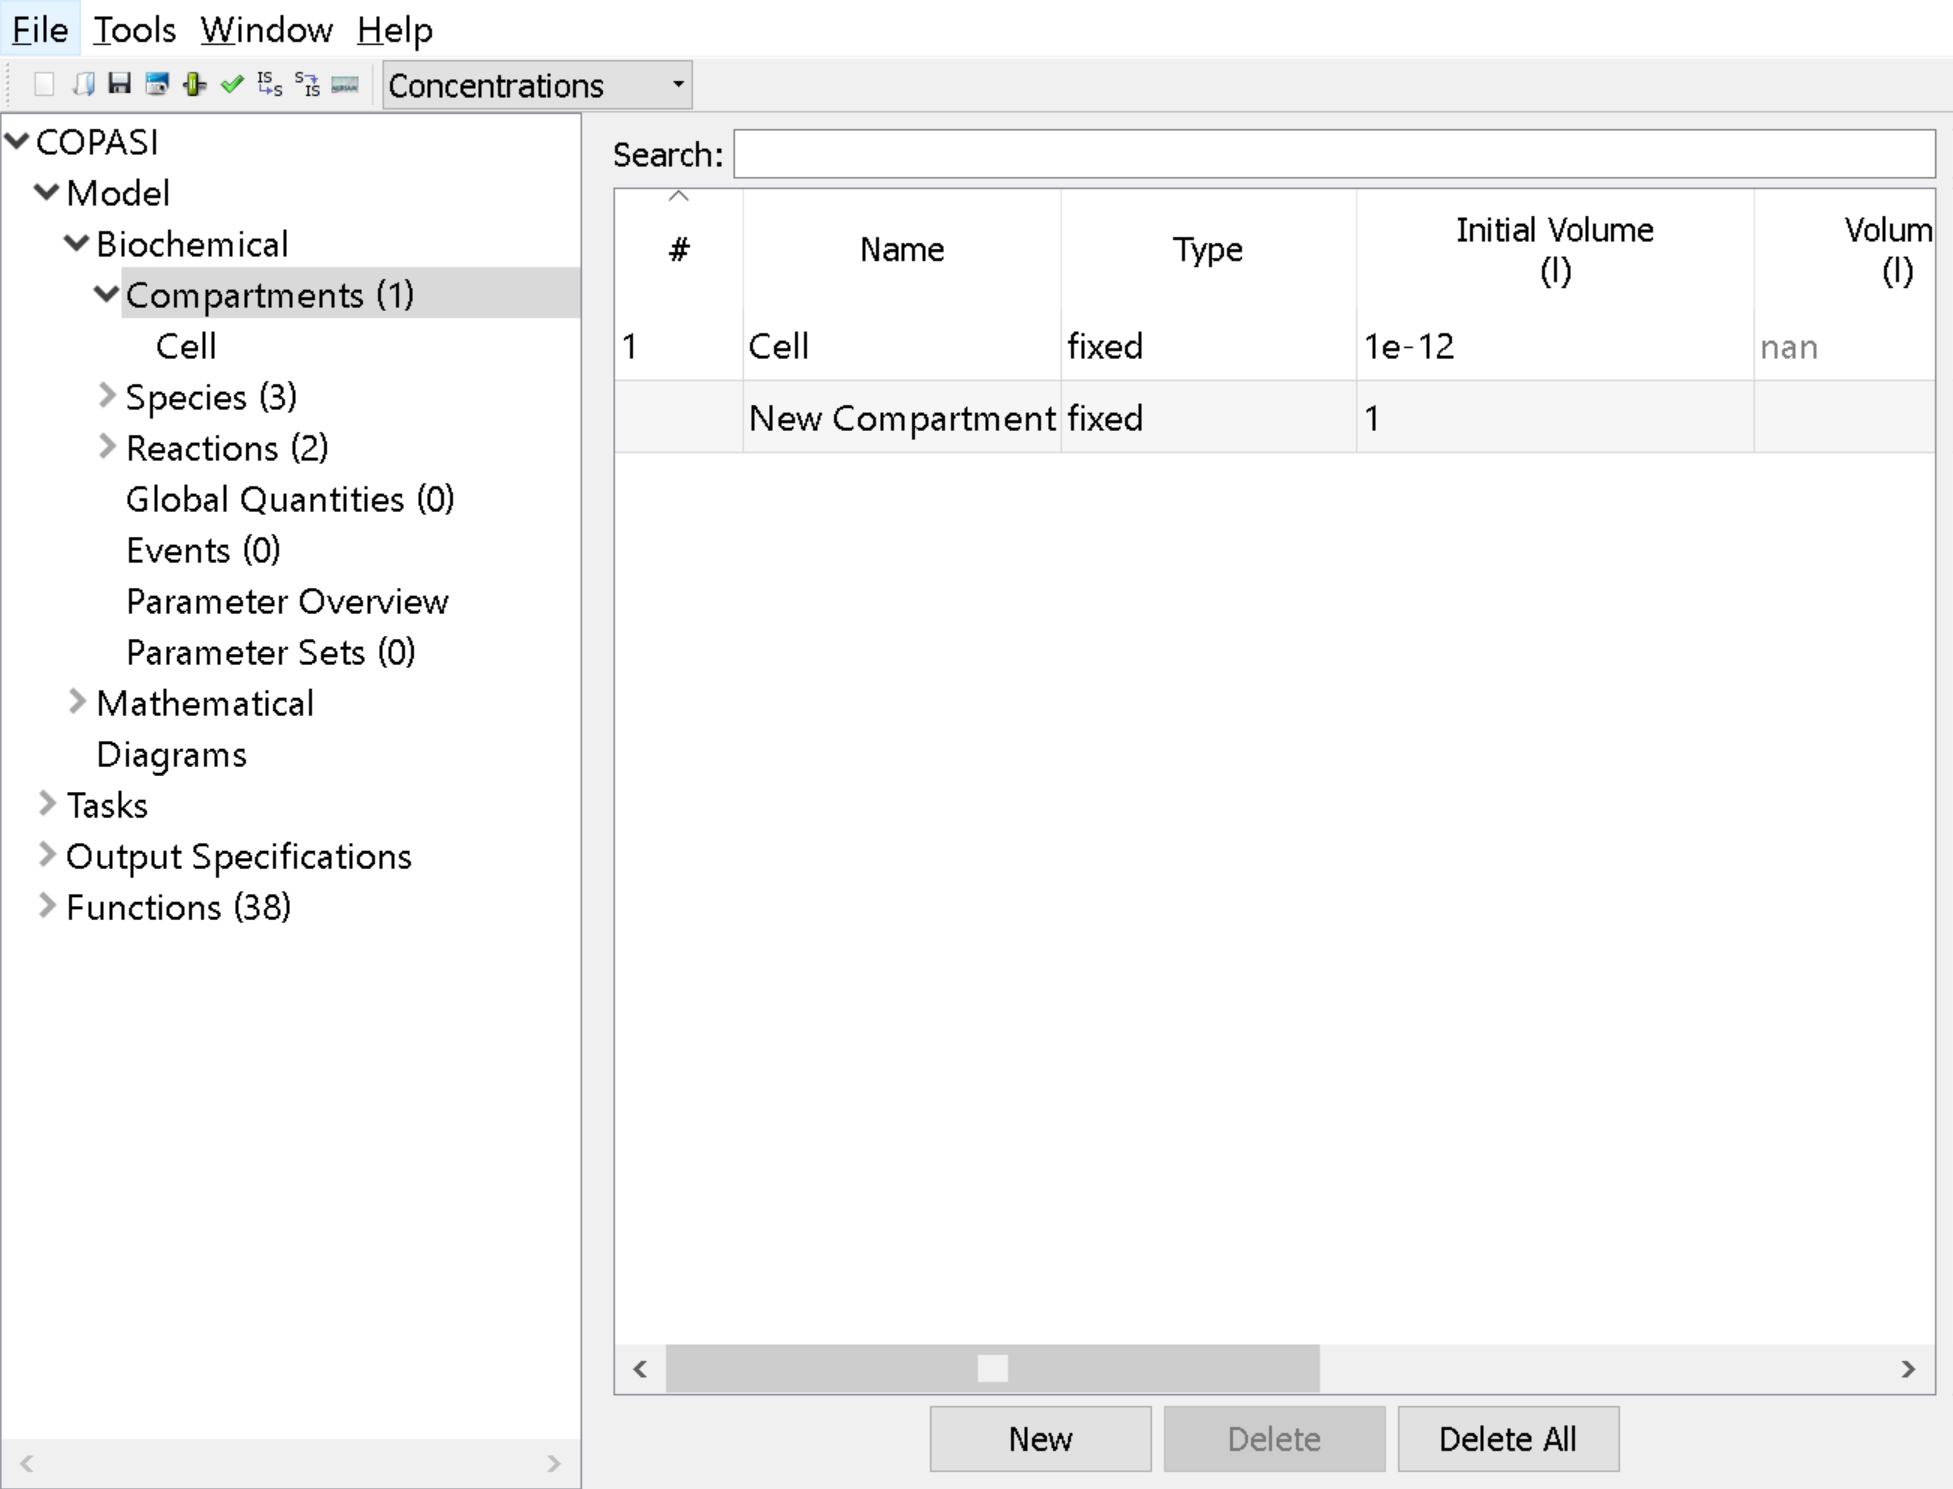 File Tools Window Help
IS S S IS Concentrations
COPASI
Model
Biochemical
Compartments (1)
Cell
Species (3)
Reactions (2)
Global Quantities (0)
Events (0)
Parameter Overview
Parameter Sets (0)
Mathematical
Diagrams
Tasks
Output Specifications
Functions (38)
Search:
# Name Type Initial Volume (l) Volum (l)
1 Cell fixed 1e-12 nan
New Compartment fixed 1
New Delete Delete All